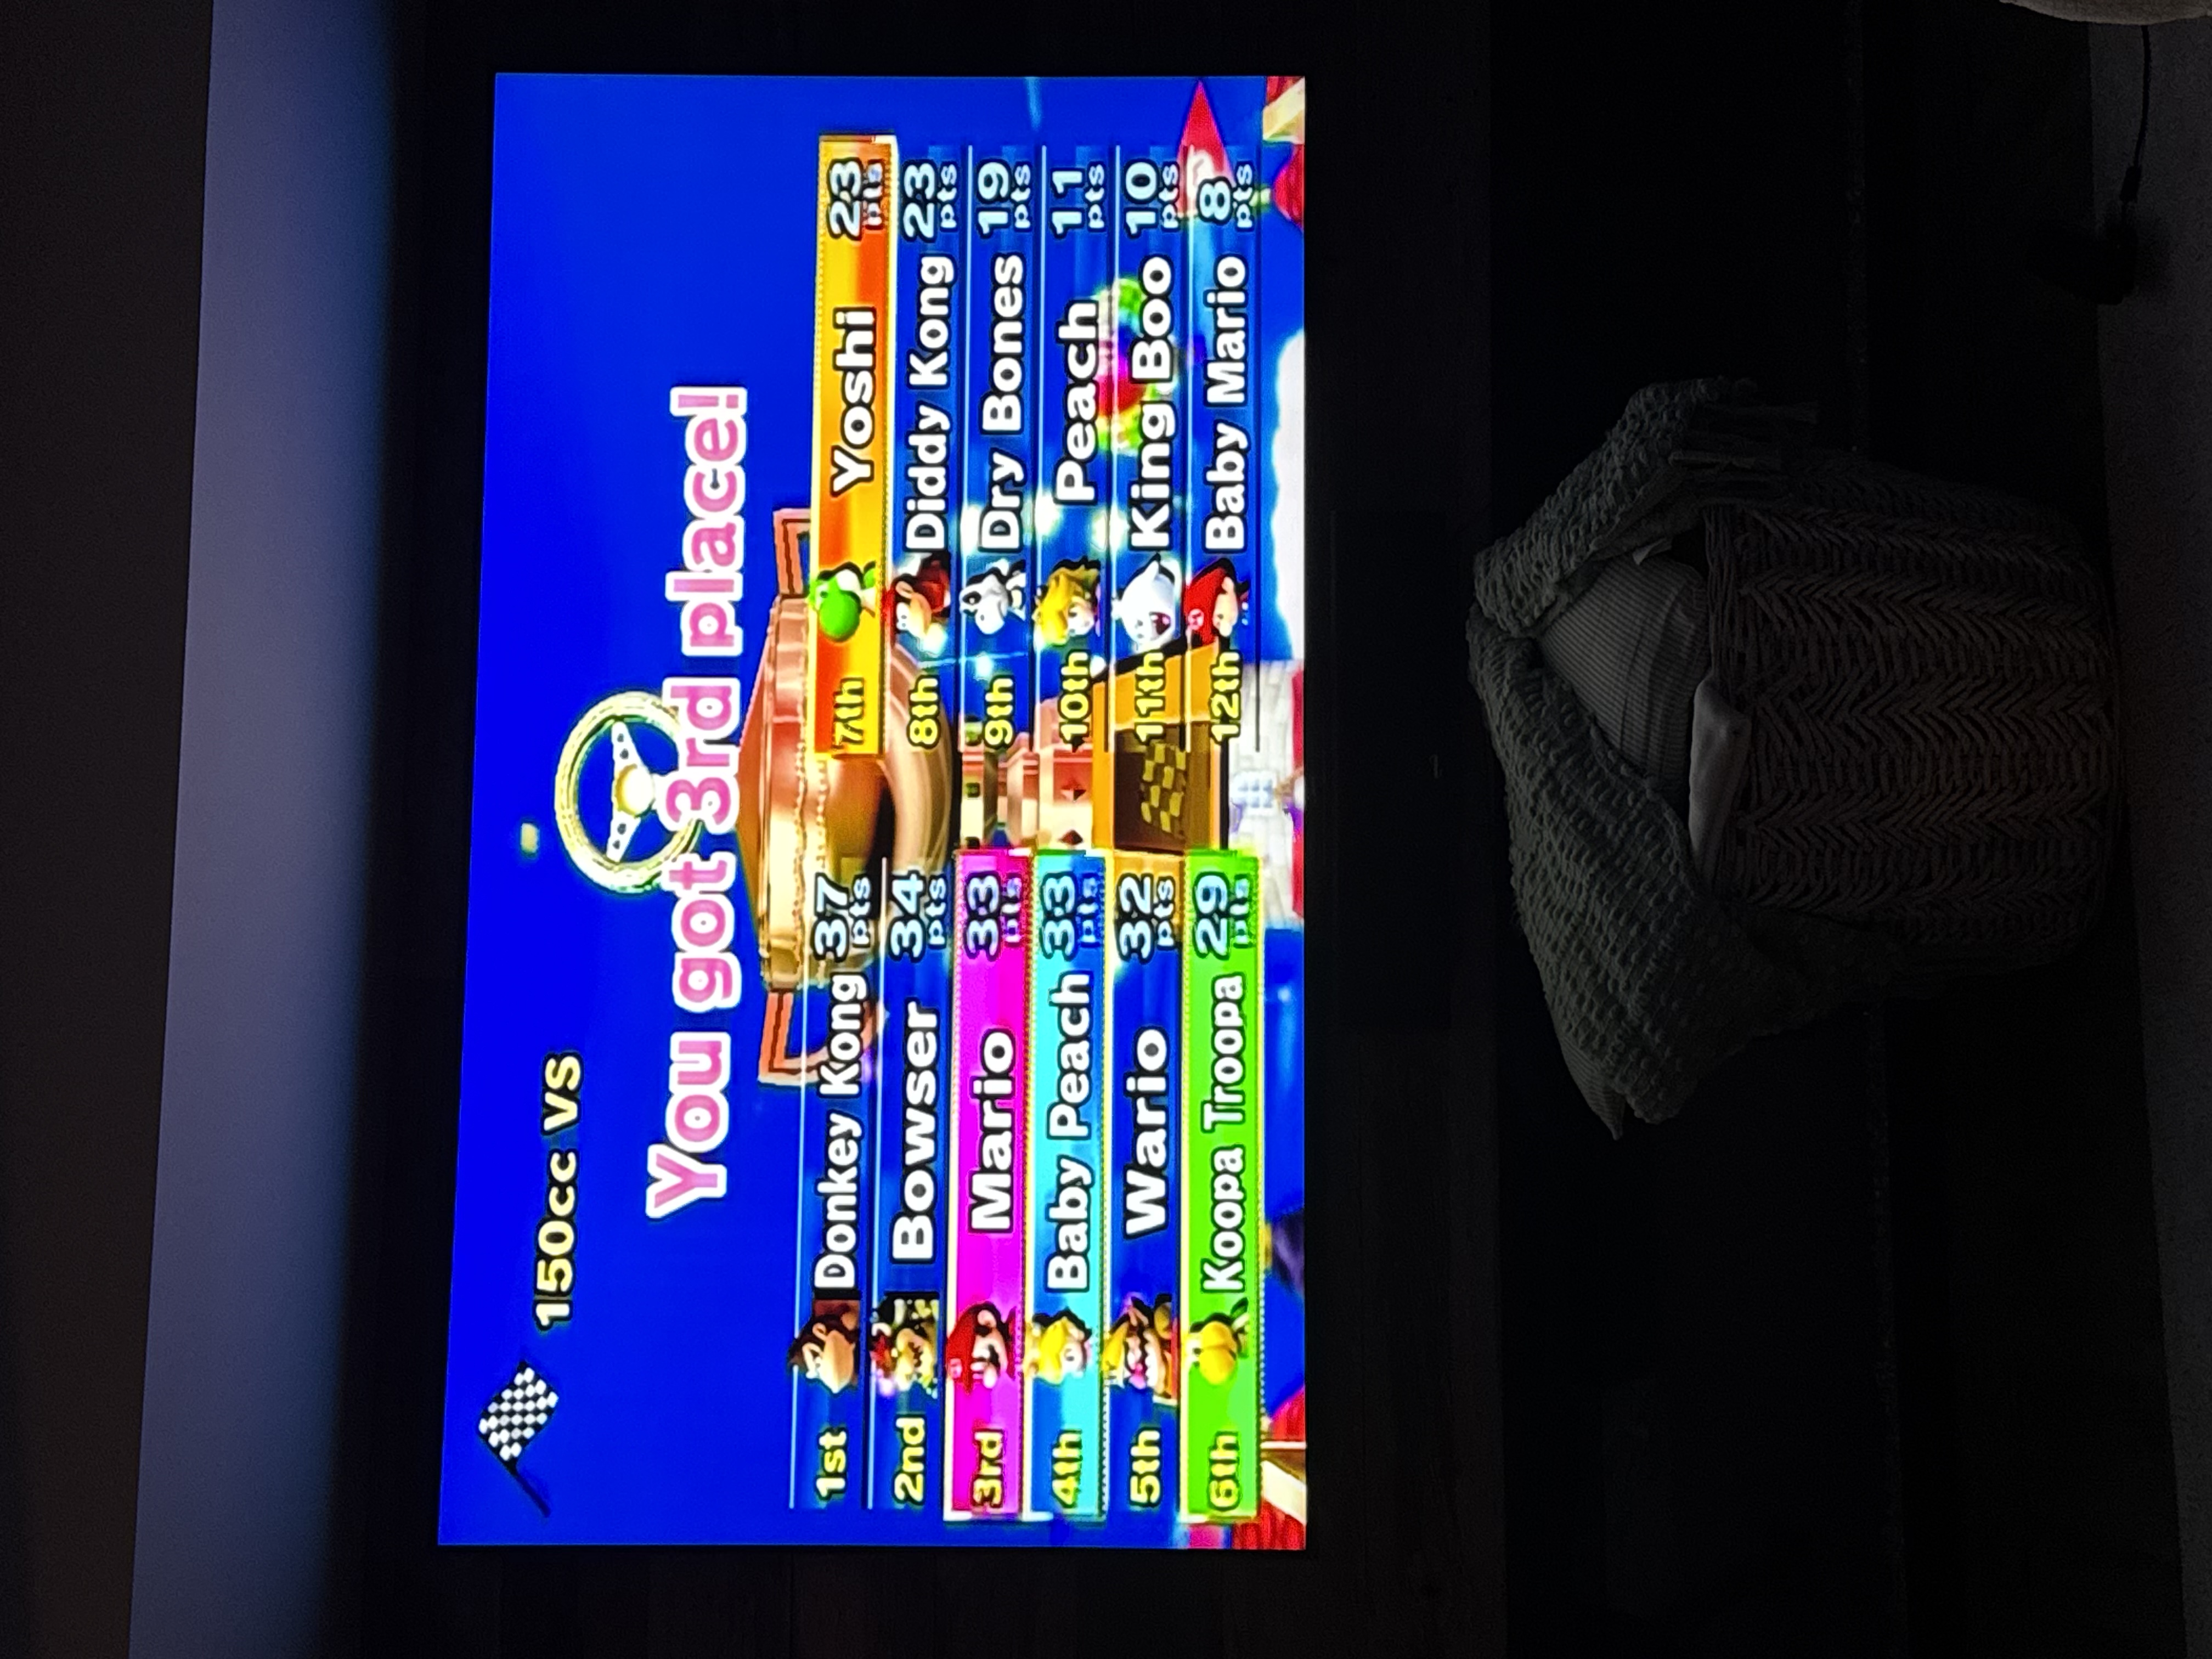 150cc VS
You got 3rd place!
1st Donkey Kong 37 pts
2nd Bowser 34 pts
3rd Mario 33 pts
4th Baby Peach 33 pts
5th Wario 32 pts
6th Koopa Troopa 29 pts
7th Yoshi 23 pts
8th Diddy Kong 23 pts
9th Dry Bones 19 pts
10th Peach 11 pts
11th King Boo 10 pts
12th Baby Mario 8 pts